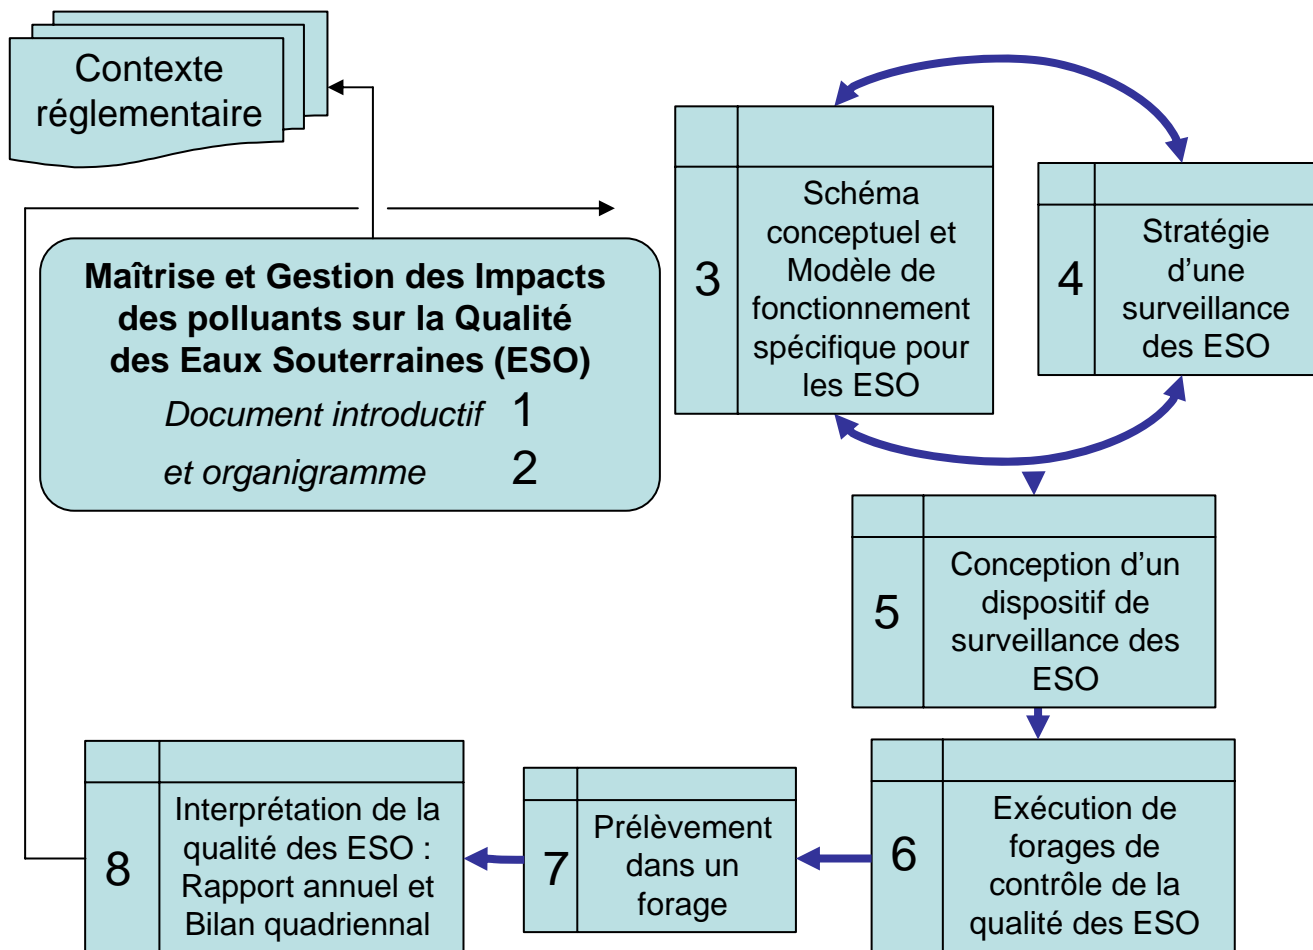 Contexte
réglementaire
Maîtrise et Gestion des Impacts
des polluants sur la Qualité
des Eaux Souterraines (ESO)
Document introductif 1
et organigramme 2
3
Schéma
conceptuel et
Modèle de
fonctionnement
spécifique pour
les ESO
4
Stratégie
d’une
surveillance
des ESO
5
Conception d’un
dispositif de
surveillance des
ESO
6
Exécution de
forages de
contrôle de la
qualité des ESO
7
Prélèvement
dans un
forage
8
Interprétation de la
qualité des ESO :
Rapport annuel et
Bilan quadriennal